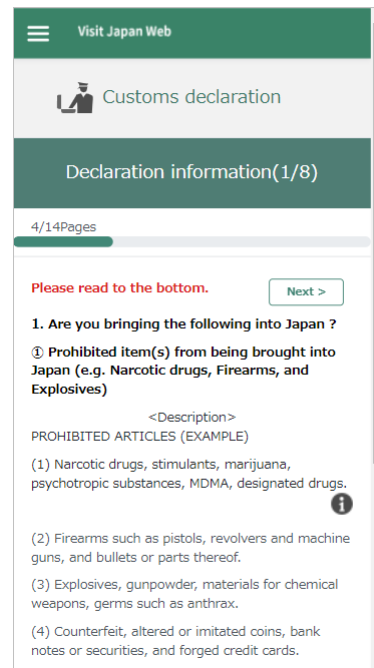 Visit Japan Web
Customs declaration
Declaration information(1/8)
4/14Pages
Please read to the bottom.
Next >
1. Are you bringing the following into Japan ?
① Prohibited item(s) from being brought into
Japan (e.g. Narcotic drugs, Firearms, and
Explosives)
<Description>
PROHIBITED ARTICLES (EXAMPLE)
(1) Narcotic drugs, stimulants, marijuana,
psychotropic substances, MDMA, designated drugs.
(2) Firearms such as pistols, revolvers and machine
guns, and bullets or parts thereof.
(3) Explosives, gunpowder, materials for chemical
weapons, germs such as anthrax.
(4) Counterfeit, altered or imitated coins, bank
notes or securities, and forged credit cards.